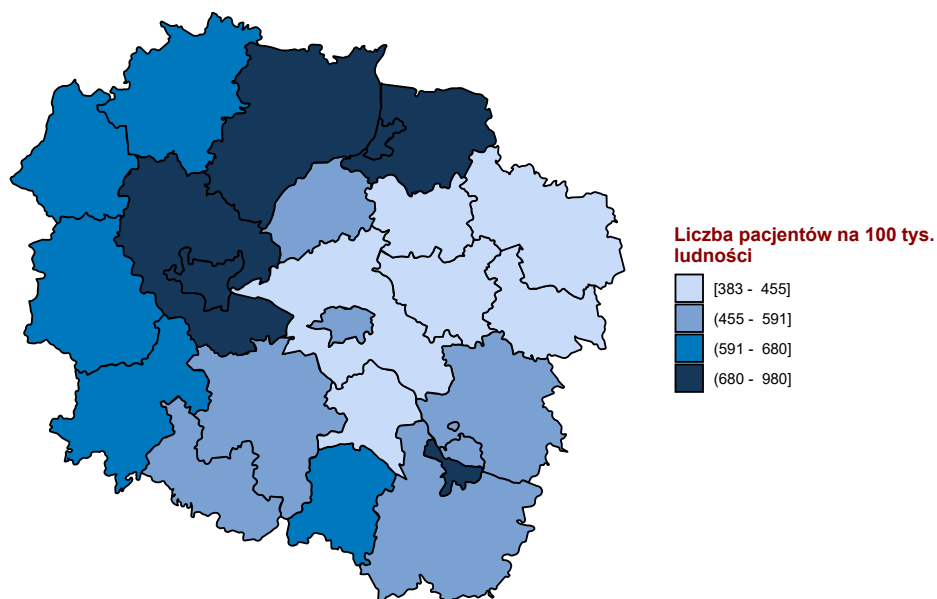 Liczba pacjentów na 100 tys.
ludności
[383 - 455]
(455 - 591]
(591 - 680]
(680 - 980]